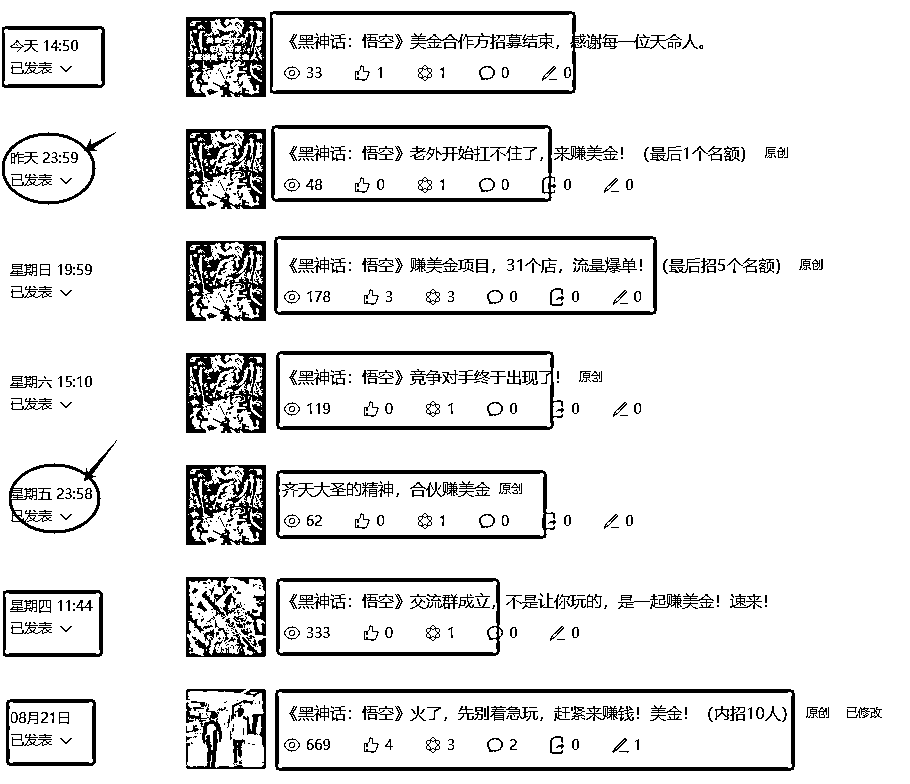 今天 14:50
已发表
《黑神话：悟空》美金合作方招募结束，感谢每一位天命人。
33 1 1 0 0
昨天 23:59
已发表
《黑神话：悟空》老外开始扛不住了，来赚美金！（最后1个名额） 原创
48 0 1 0 0 0
星期日 19:59
已发表
《黑神话：悟空》赚美金项目，31个店，流量爆单！（最后招5个名额） 原创
178 3 3 0 0 0
星期六 15:10
已发表
《黑神话：悟空》竞争对手终于出现了！ 原创
119 0 1 0 0 0
星期五 23:58
已发表
齐天大圣的精神，合伙赚美金 原创
62 0 1 0 0 0
星期四 11:44
已发表
《黑神话：悟空》交流群成立，不是让你玩的，是一起赚美金！速来！
333 0 1 0 0
08月21日
已发表
《黑神话：悟空》火了，先别着急玩，赶紧来赚钱！美金！（内招10人） 原创 已修改
669 4 3 2 0 1